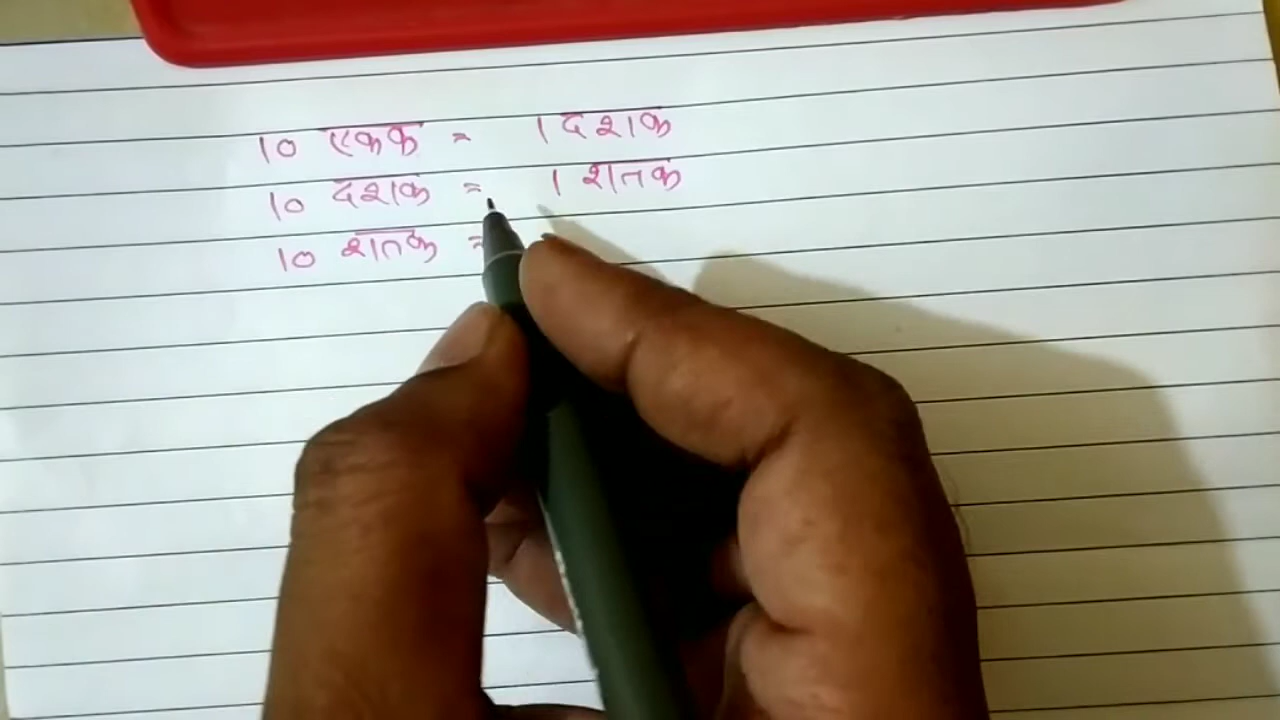 10 एकक = 1 दशक
10 दशक = 1 शतक
10 शतक =